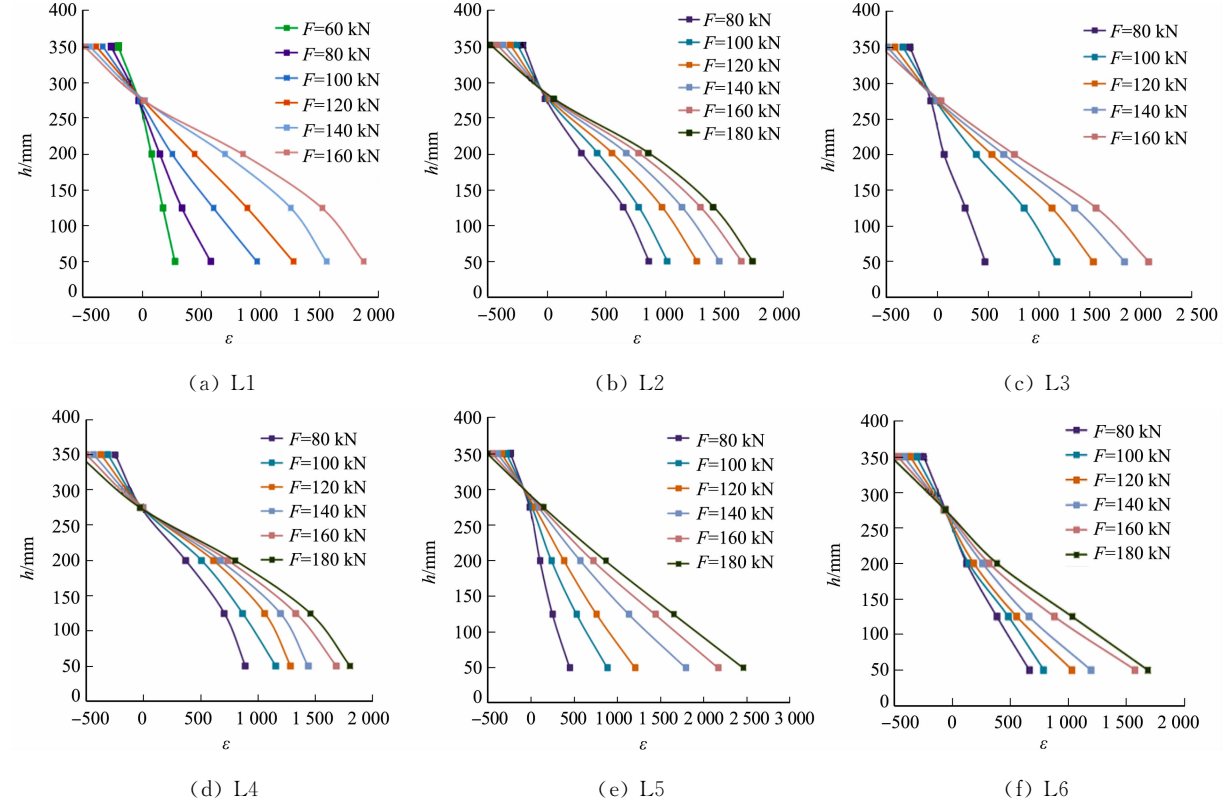 400
350
300
250
200
150
100
50
0
h/mm
−500 0 500 1 000 1 500 2 000
ε
F=60 kN
F=80 kN
F=100 kN
F=120 kN
F=140 kN
F=160 kN
(a) L1
400
350
300
250
200
150
100
50
0
h/mm
−500 0 500 1 000 1 500 2 000
ε
F=80 kN
F=100 kN
F=120 kN
F=140 kN
F=160 kN
F=180 kN
(b) L2
400
350
300
250
200
150
100
50
0
h/mm
−500 0 500 1 000 1 500 2 000 2 500
ε
F=80 kN
F=100 kN
F=120 kN
F=140 kN
F=160 kN
(c) L3
400
350
300
250
200
150
100
50
0
h/mm
−500 0 500 1 000 1 500 2 000
ε
F=80 kN
F=100 kN
F=120 kN
F=140 kN
F=160 kN
F=180 kN
(d) L4
400
350
300
250
200
150
100
50
0
h/mm
−500 0 500 1 000 1 500 2 000 2 500 3 000
ε
F=80 kN
F=100 kN
F=120 kN
F=140 kN
F=160 kN
F=180 kN
(e) L5
400
350
300
250
200
150
100
50
0
h/mm
−500 0 500 1 000 1 500 2 000
ε
F=80 kN
F=100 kN
F=120 kN
F=140 kN
F=160 kN
F=180 kN
(f) L6